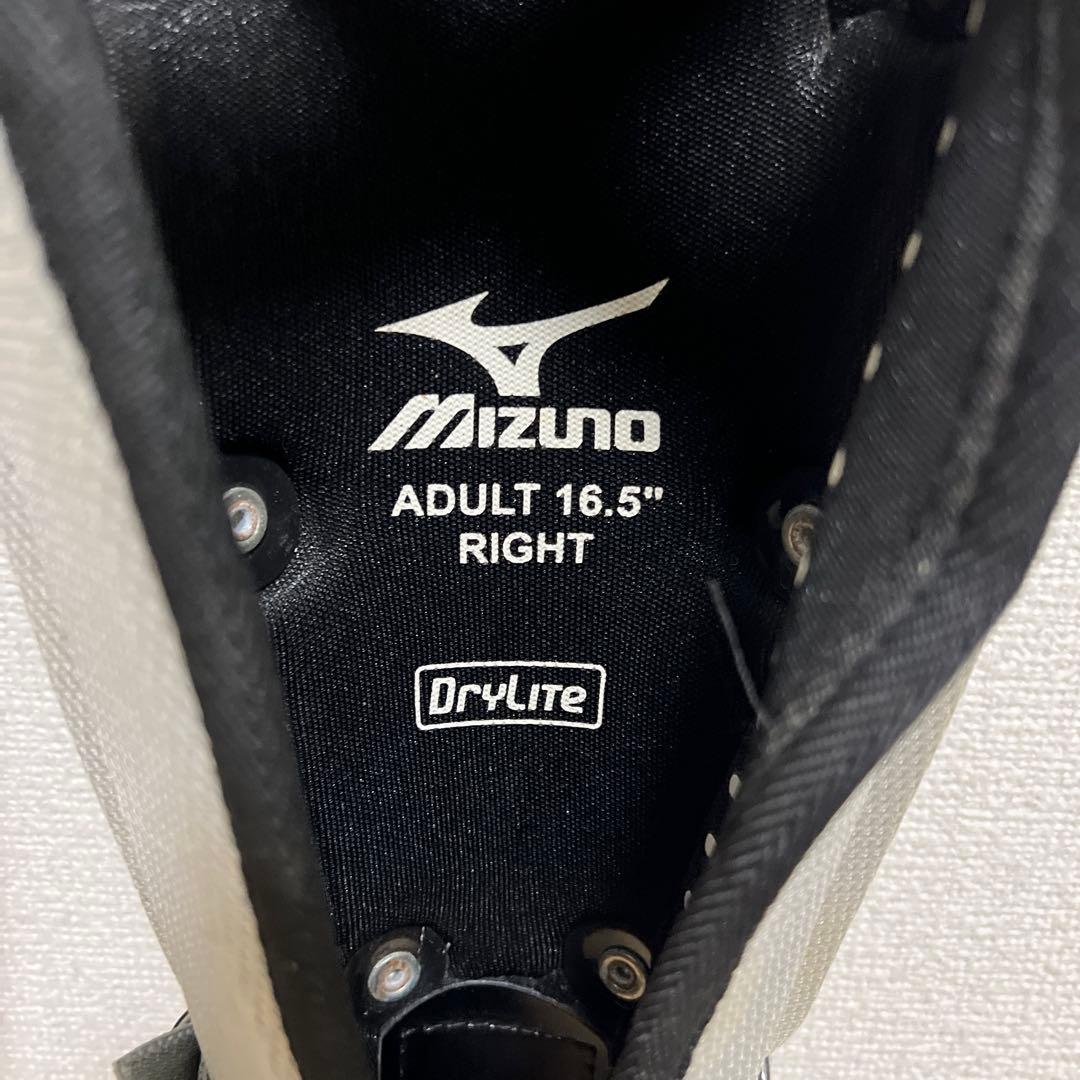 MIZUNO
ADULT 16.5"
RIGHT
DryLite